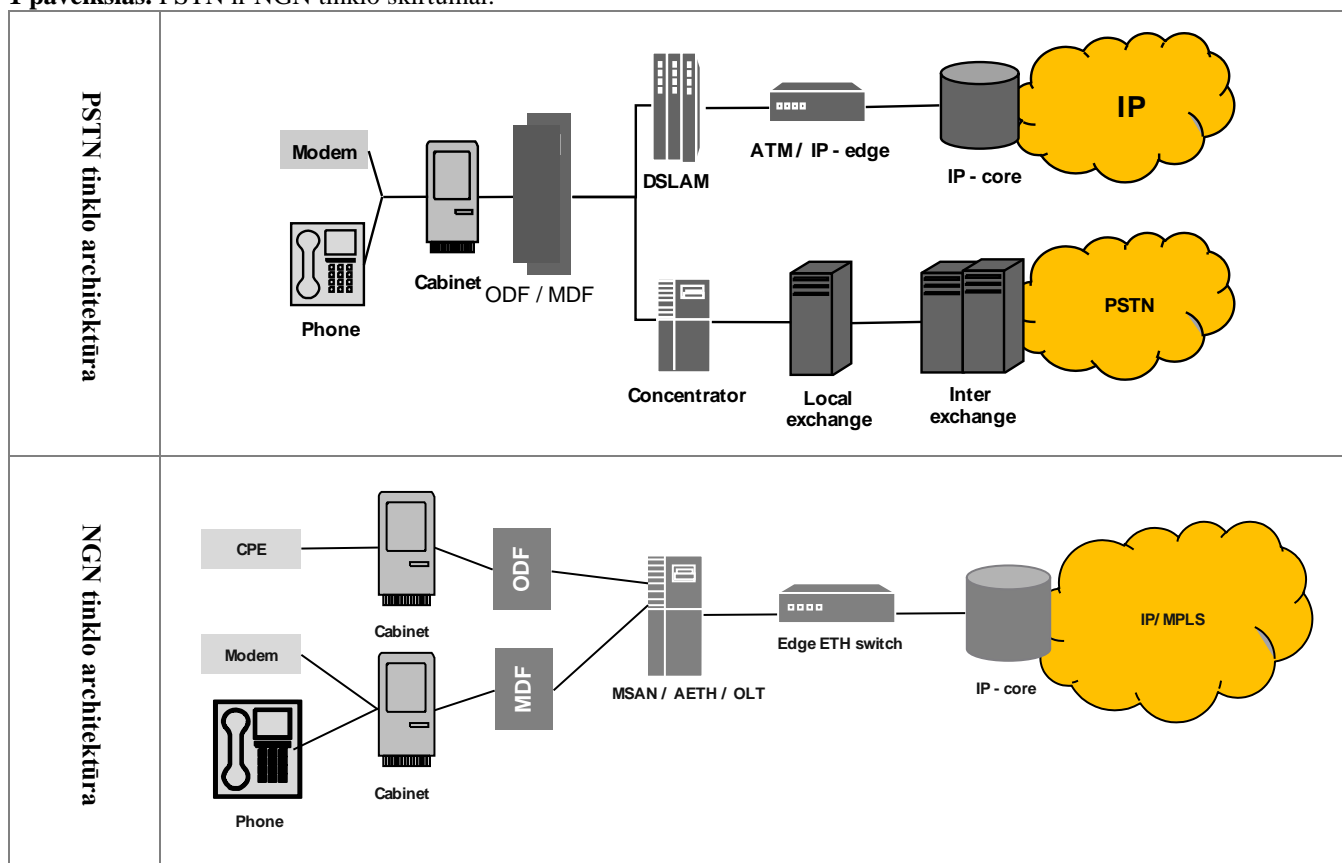 1 paveikslas. PSTN ir NGN tinklo skirtumai.
PSTN tinklo architektūra
Modem
Phone
Cabinet
ODF / MDF
DSLAM
ATM / IP - edge
IP - core
IP
Concentrator
Local
exchange
Inter
exchange
PSTN
NGN tinklo architektūra
CPE
Cabinet
ODF
Modem
Phone
Cabinet
MDF
MSAN / AETH / OLT
Edge ETH switch
IP - core
IP/ MPLS